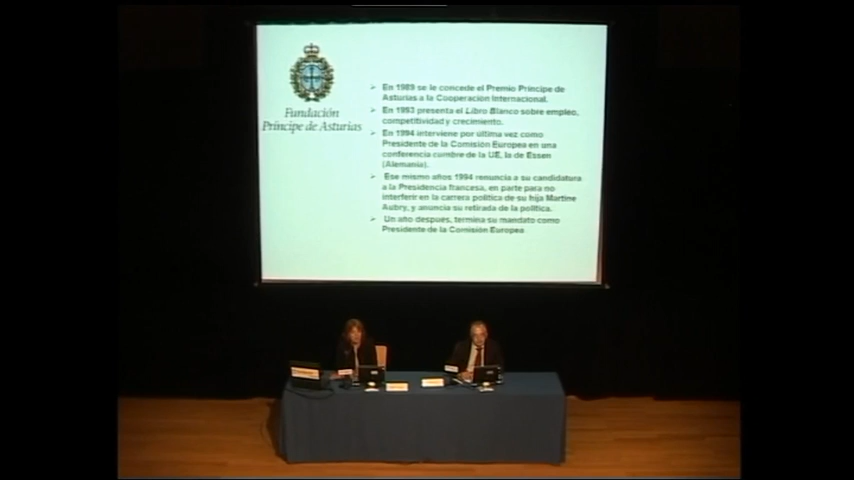 Fundación
Príncipe de Asturias
➢ En 1989 se le concede el Premio Príncipe de
Asturias a la Cooperación Internacional.
➢ En 1993 presenta el Libro Blanco sobre empleo,
competitividad y crecimiento.
➢ En 1994 interviene por última vez como
Presidente de la Comisión Europea en una
conferencia cumbre de la UE, la de Essen
(Alemania).
➢ Ese mismo años 1994 renuncia a su candidatura
a la Presidencia francesa, en parte para no
interferir en la carrera política de su hija Martine
Aubry, y anuncia su retirada de la política.
➢ Un año después, termina su mandato como
Presidente de la Comisión Europea